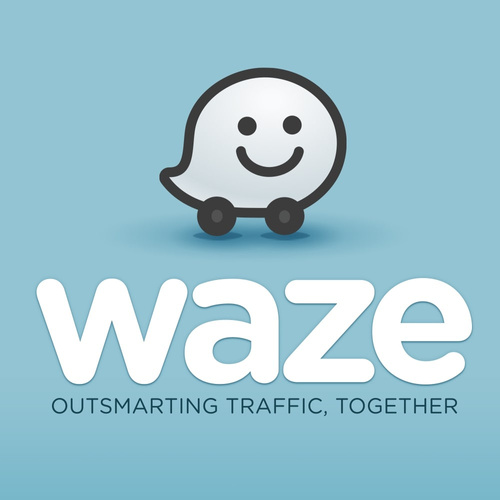 waze
OUTSMARTING TRAFFIC, TOGETHER